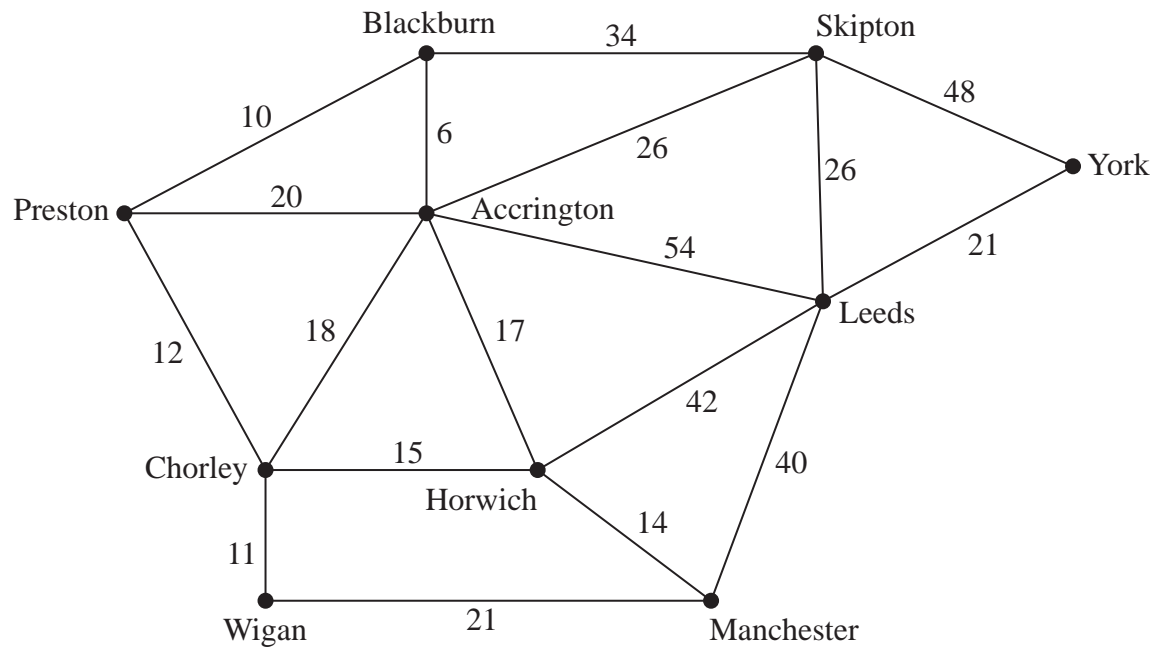 Blackburn
Skipton
34
48
10
6
26
26
York
Preston
20
Accrington
54
21
Leeds
18
17
12
42
15
Chorley
40
Horwich
14
11
21
Wigan
Manchester